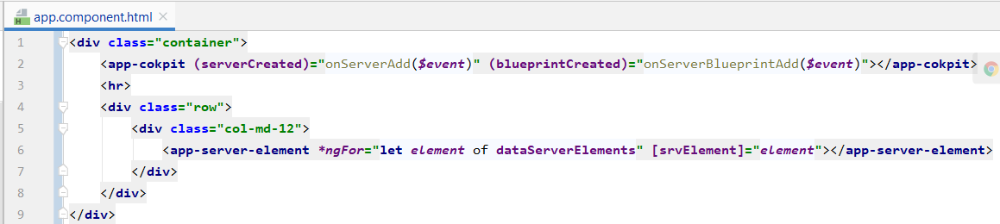 app.component.html
1 <div class="container">
2 <app-cokpit (serverCreated)="onServerAdd($event)" (blueprintCreated)="onServerBlueprintAdd($event)"></app-cokpit>
3 <hr>
4 <div class="row">
5 <div class="col-md-12">
6 <app-server-element *ngFor="let element of dataServerElements" [srvElement]="element"></app-server-element>
7 </div>
8 </div>
9 </div>